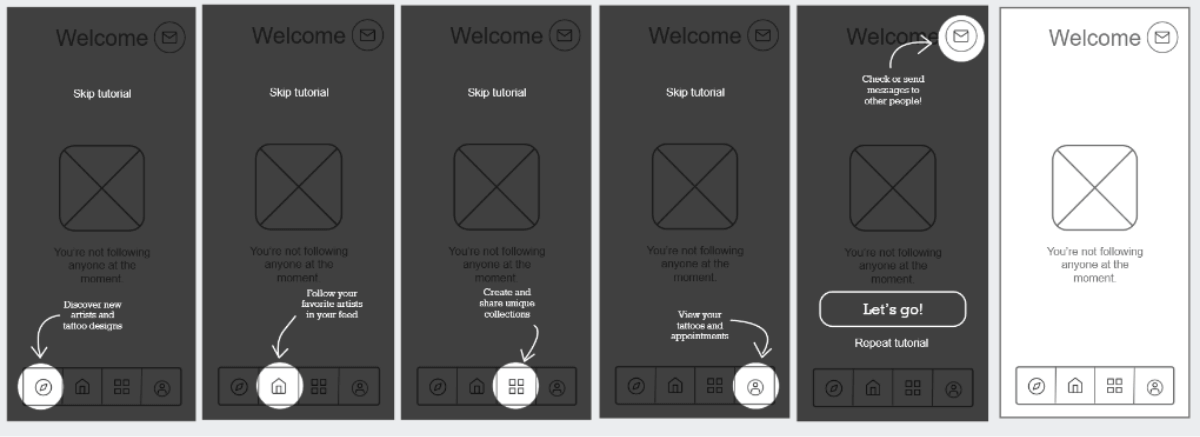 Welcome
Skip tutorial
You're not following
anyone at the
moment.
Discover new
artists and
tattoo designs
Welcome
Skip tutorial
You're not following
anyone at the
moment.
Follow your
favorite artists
in your feed
Welcome
Skip tutorial
You're not following
anyone at the
moment.
Create and
share unique
collections
Welcome
Skip tutorial
You're not following
anyone at the
moment.
View your
tattoos and
appointments
Welcome
Check or send
messages to
other people!
You're not following
anyone at the
moment.
Let's go!
Repeat tutorial
Welcome
You're not following
anyone at the
moment.